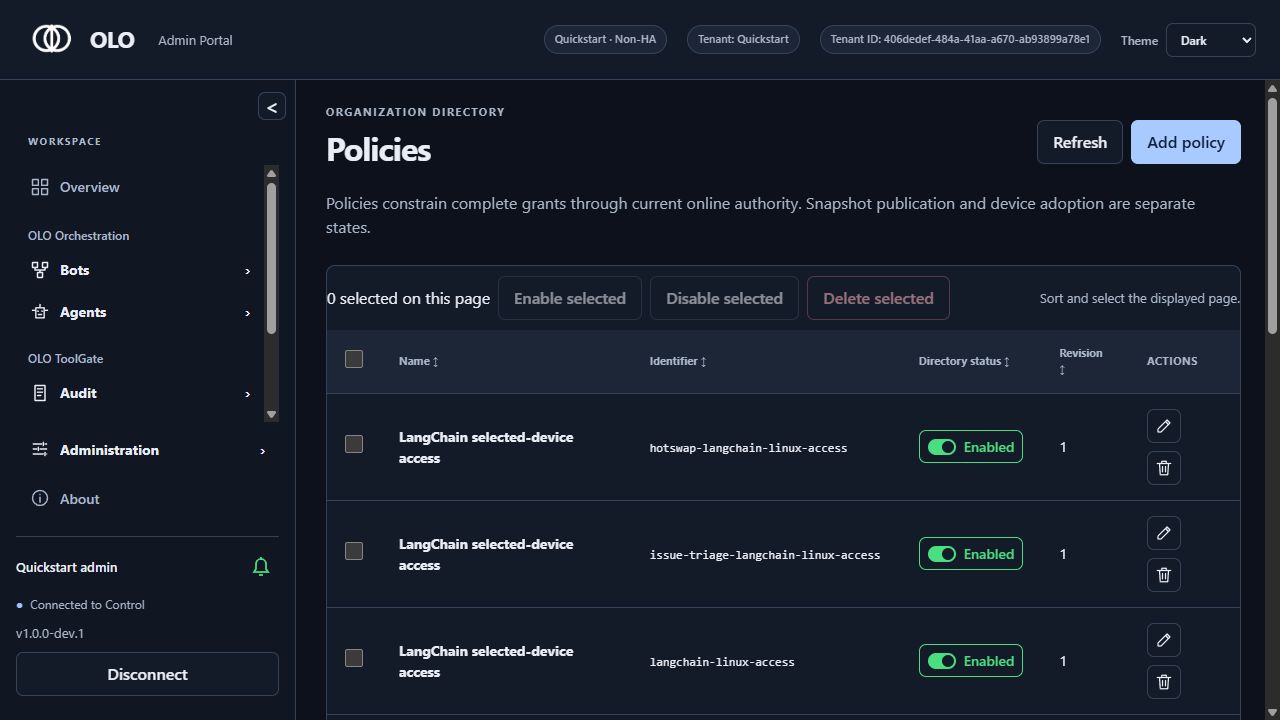 OLO
Admin Portal
Quickstart · Non-HA
Tenant: Quickstart
Tenant ID: 406dedef-484a-41aa-a670-ab93899a78e1
Theme
Dark
<
WORKSPACE
Overview
OLO Orchestration
Bots ›
Agents ›
OLO ToolGate
Audit ›
Administration ›
About
Quickstart admin
Connected to Control
v1.0.0-dev.1
Disconnect
ORGANIZATION DIRECTORY
Policies
Refresh
Add policy
Policies constrain complete grants through current online authority. Snapshot publication and device adoption are separate
states.
0 selected on this page
Enable selected
Disable selected
Delete selected
Sort and select the displayed page.
Name ↕
Identifier ↕
Directory status ↕
Revision
↕
ACTIONS
LangChain selected-device
access
hotswap-langchain-linux-access
Enabled
1
LangChain selected-device
access
issue-triage-langchain-linux-access
Enabled
1
LangChain selected-device
access
langchain-linux-access
Enabled
1